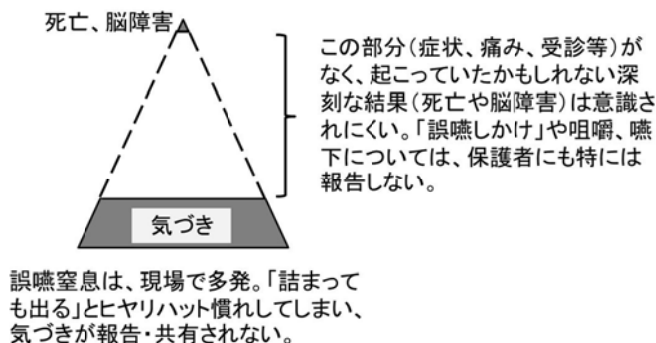 死亡、脳障害
この部分（症状、痛み、受診等）が
なく、起こっていたかもしれない深
刻な結果（死亡や脳障害）は意識さ
れにくい。「誤嚥しかけ」や咀嚼、嚥
下については、保護者にも特には
報告しない。
気づき
誤嚥窒息は、現場で多発。「詰まって
も出る」とヒヤリハット慣れしてしまい、
気づきが報告・共有されない。